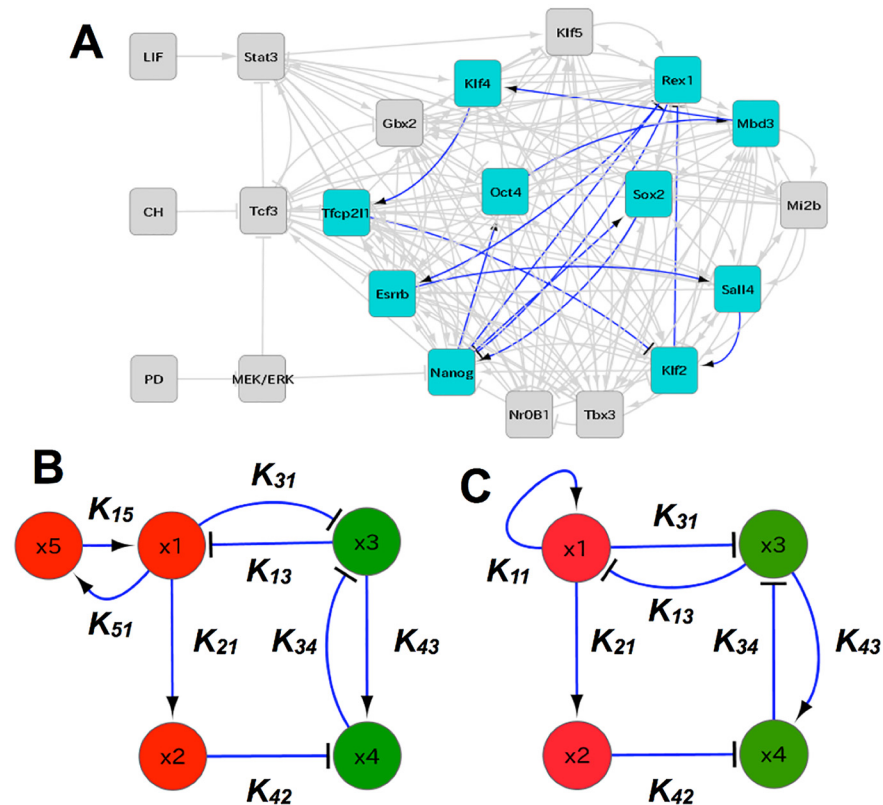 A
Klf5
LIF
Stat3
Klf4
Rex1
Gbx2
Mbd3
Oct4
Sox2
CH
Tcf3
Tfcp2l1
Mi2b
Esrrb
Sall4
PD
MEK/ERK
Nanog
Klf2
Nr0B1
Tbx3
B
K31
K15
x5
x1
x3
K13
K51
K21
K34
K43
x2
x4
K42
C
K31
x1
x3
K11
K13
K21
K34
K43
x2
x4
K42